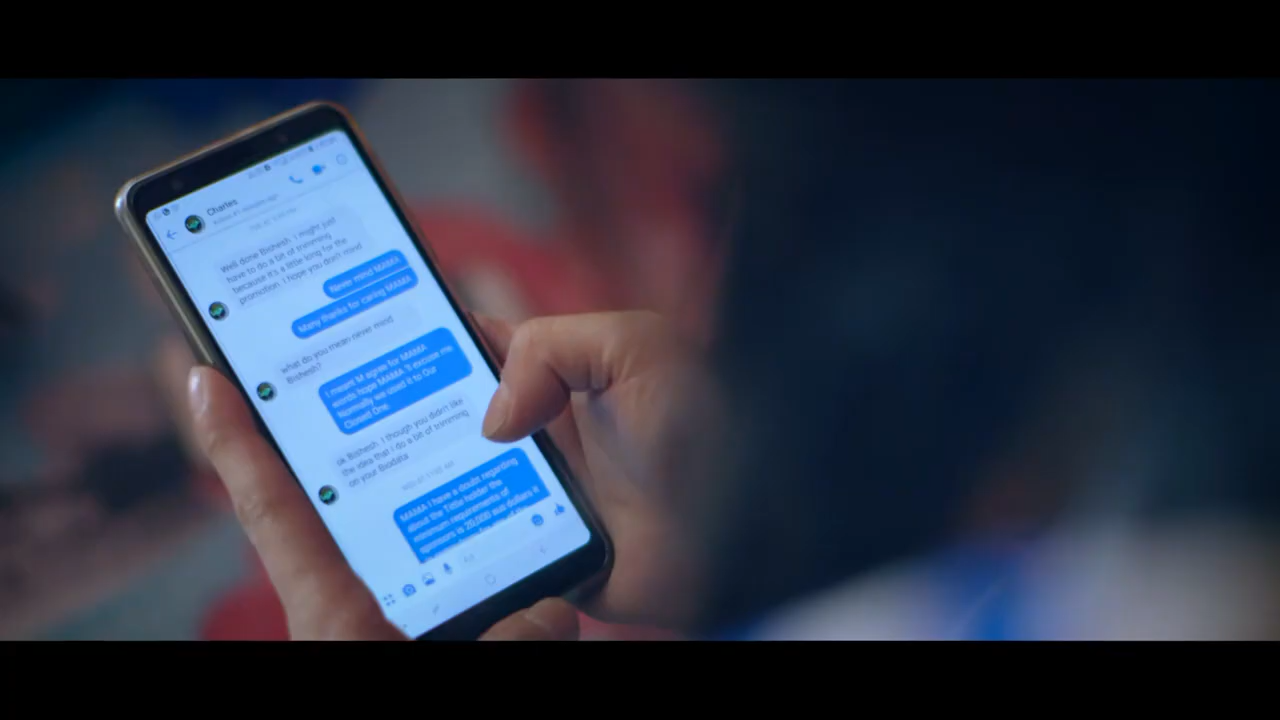 Charles
Well done Bishesh. I might just
have to do a bit of trimming
because it's a little long for the
promotion. I hope you don't mind
Never mind MAMA
Many thanks for caring MAMA
what do you mean never mind
Bishesh?
I meant M agree for MAMA
words hope MAMA 'll excuse me
Normally we used it to Our
Closed One.
ok Bishesh. I though you didn't like
the idea that I do a bit of trimming
on your Biodata
AM
MAMA I have a doubt regarding
about the Tittle holder the
minimum requirements of
sponsors is 20,000 aus dollars it